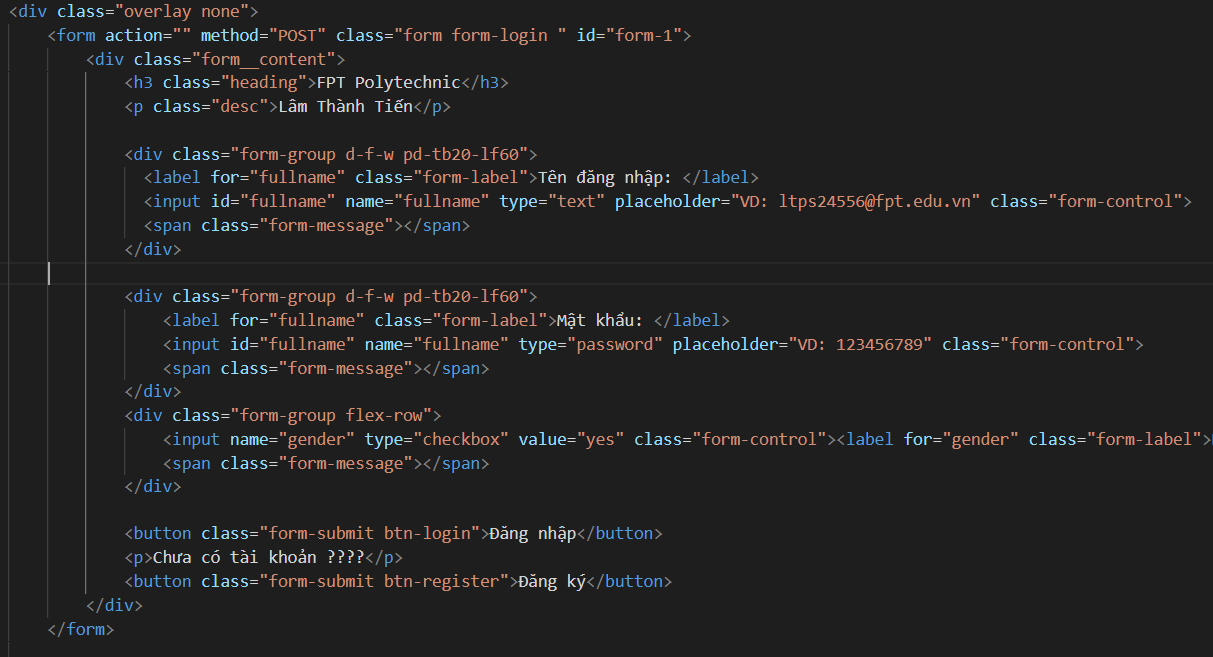 <div class="overlay none">
<form action="" method="POST" class="form form-login " id="form-1">
<div class="form__content">
<h3 class="heading">FPT Polytechnic</h3>
<p class="desc">Lâm Thành Tiến</p>
<div class="form-group d-f-w pd-tb20-lf60">
<label for="fullname" class="form-label">Tên đăng nhập: </label>
<input id="fullname" name="fullname" type="text" placeholder="VD: ltps24556@fpt.edu.vn" class="form-control">
<span class="form-message"></span>
</div>
<div class="form-group d-f-w pd-tb20-lf60">
<label for="fullname" class="form-label">Mật khẩu: </label>
<input id="fullname" name="fullname" type="password" placeholder="VD: 123456789" class="form-control">
<span class="form-message"></span>
</div>
<div class="form-group flex-row">
<input name="gender" type="checkbox" value="yes" class="form-control"><label for="gender" class="form-label">
<span class="form-message"></span>
</div>
<button class="form-submit btn-login">Đăng nhập</button>
<p>Chưa có tài khoản ????</p>
<button class="form-submit btn-register">Đăng ký</button>
</div>
</form>